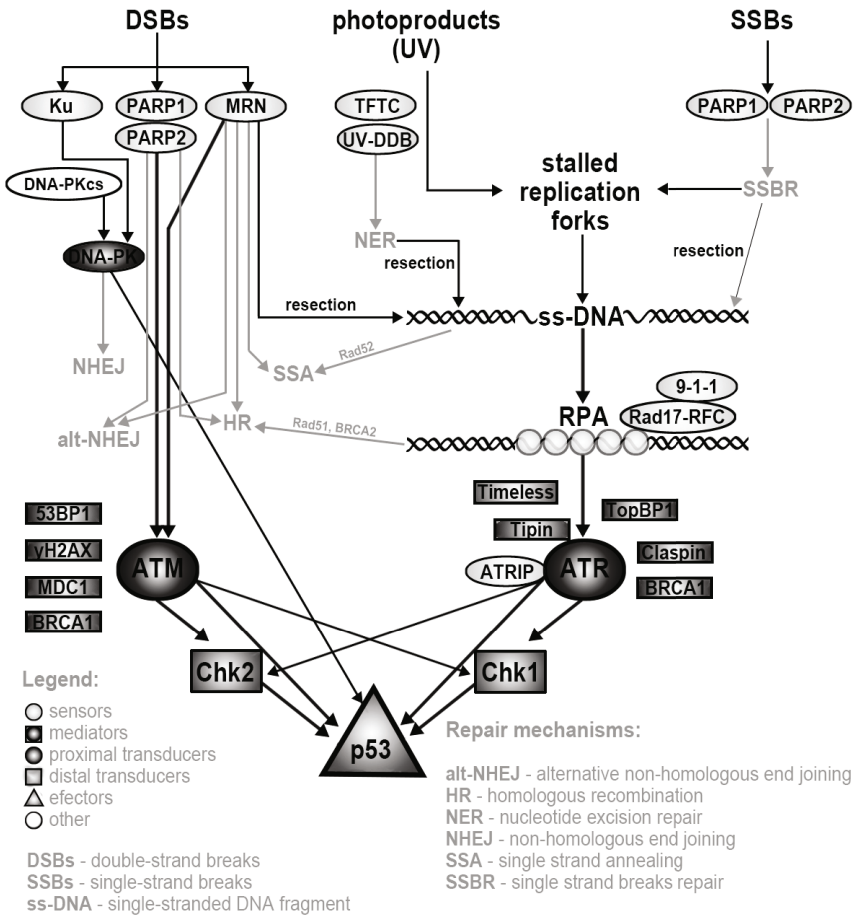 DSBs
photoproducts
(UV)
SSBs
Ku
PARP1
MRN
TFTC
PARP1
PARP2
PARP2
UV-DDB
DNA-PKcs
stalled
replication
forks
SSBR
NER
DNA-PK
resection
resection
resection
ss-DNA
NHEJ
Rad52
SSA
9-1-1
RPA
Rad17-RFC
alt-NHEJ
HR
Rad51, BRCA2
Timeless
TopBP1
53BP1
Tipin
γH2AX
ATM
ATRIP
ATR
Claspin
MDC1
BRCA1
BRCA1
Chk2
Chk1
p53
Legend:
sensors
mediators
proximal transducers
distal transducers
efectors
other
DSBs - double-strand breaks
SSBs - single-strand breaks
ss-DNA - single-stranded DNA fragment
Repair mechanisms:
alt-NHEJ - alternative non-homologous end joining
HR - homologous recombination
NER - nucleotide excision repair
NHEJ - non-homologous end joining
SSA - single strand annealing
SSBR - single strand breaks repair